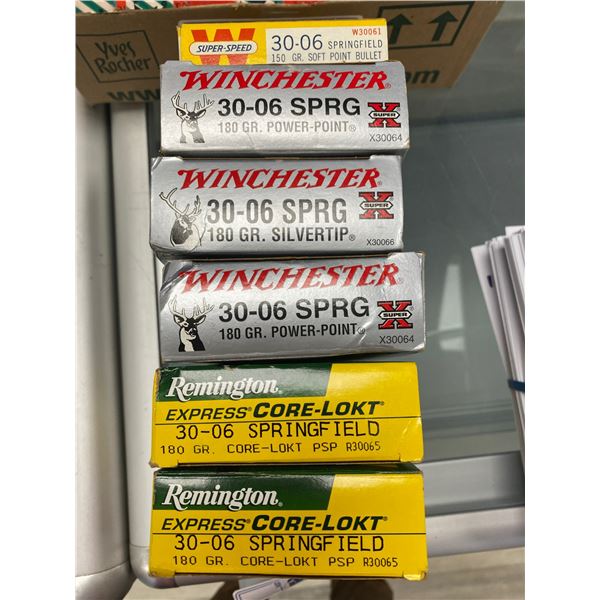 Yves
Rocher
www
.com
W
SUPER-SPEED
W30061
30-06 SPRINGFIELD
150 GR. SOFT POINT BULLET
WINCHESTER
30-06 SPRG
180 GR. POWER-POINT®
SUPER X
X30064
WINCHESTER
30-06 SPRG
180 GR. SILVERTIP®
SUPER X
X30066
WINCHESTER
30-06 SPRG
180 GR. POWER-POINT®
SUPER X
X30064
Remington®
EXPRESS® CORE-LOKT®
30-06 SPRINGFIELD
180 GR. CORE-LOKT PSP R30065
Remington®
EXPRESS® CORE-LOKT®
30-06 SPRINGFIELD
180 GR. CORE-LOKT PSP R30065